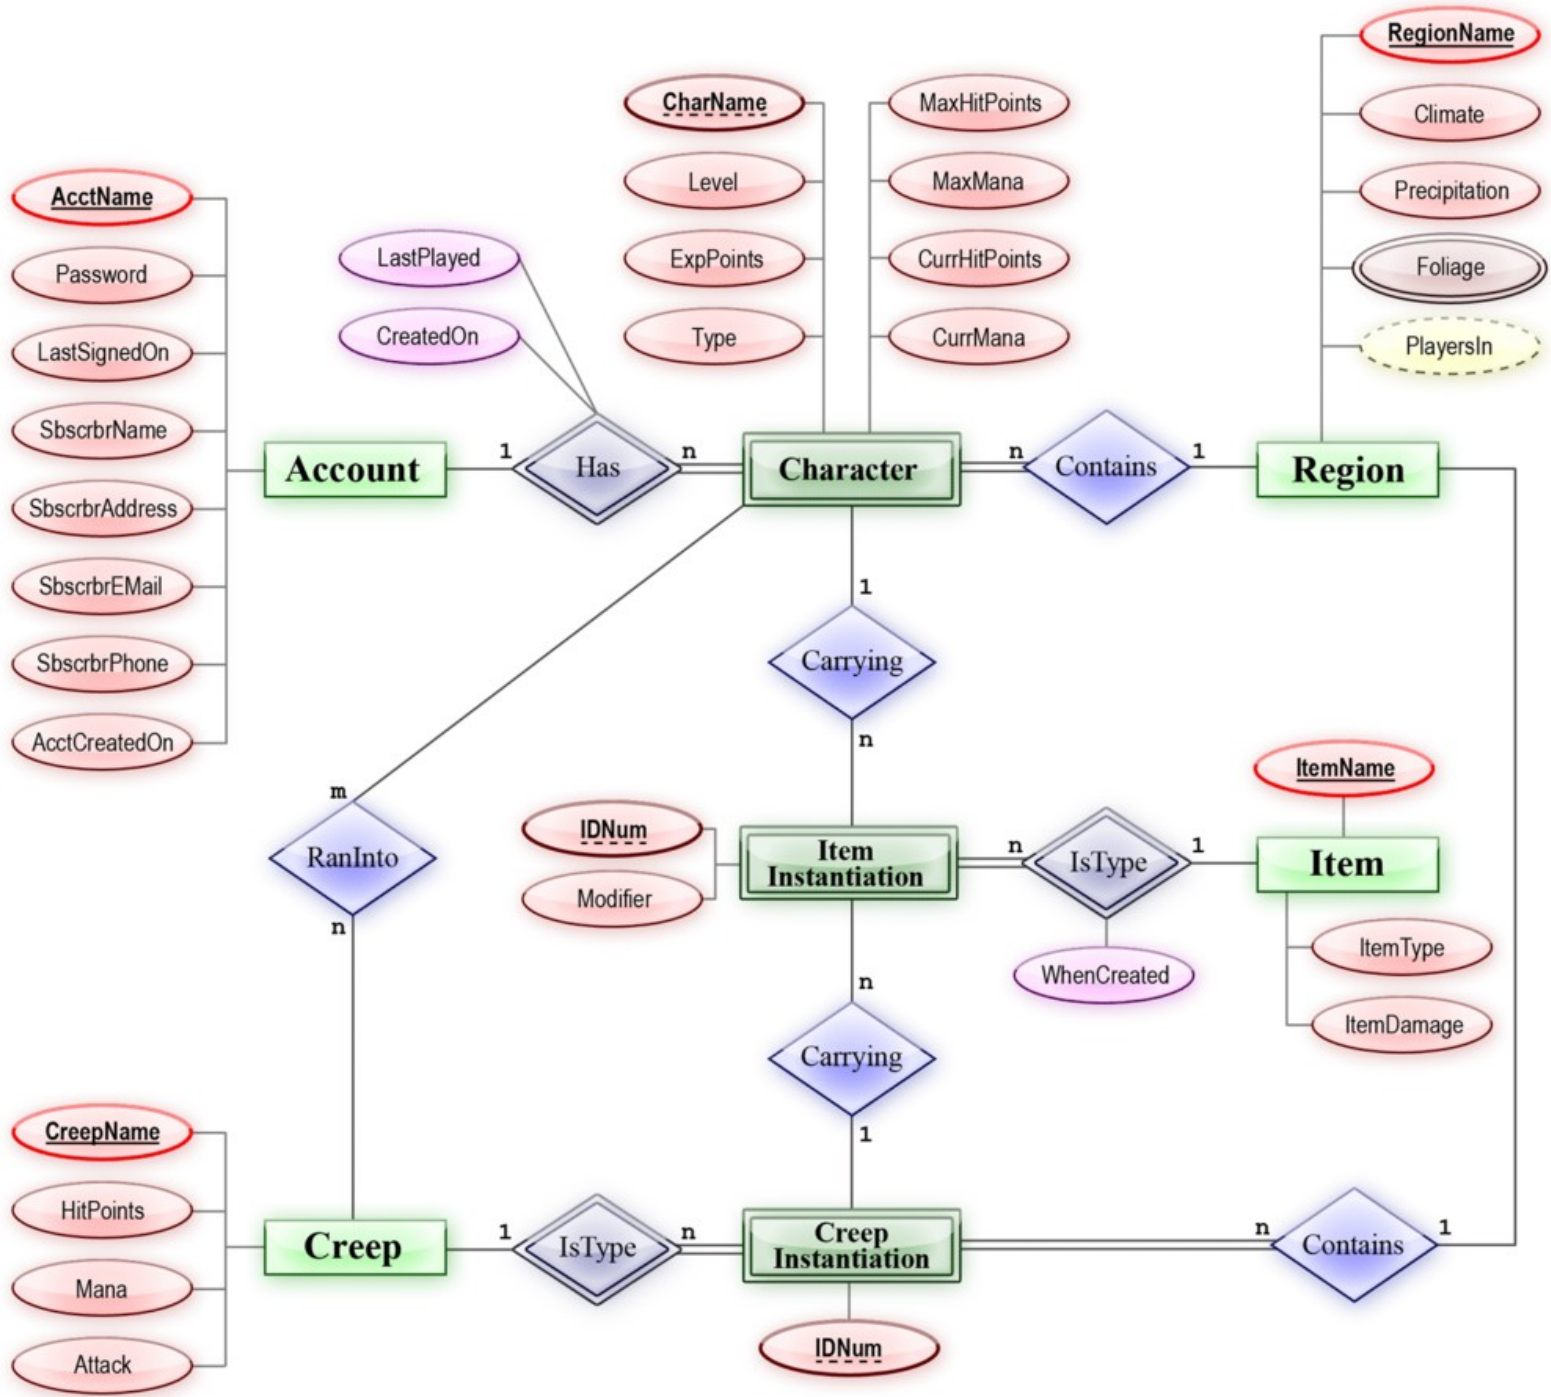 RegionName
Climate
Precipitation
Foliage
PlayersIn
CharName
Level
ExpPoints
Type
MaxHitPoints
MaxMana
CurrHitPoints
CurrMana
AcctName
Password
LastSignedOn
SbscrbrName
SbscrbrAddress
SbscrbrEMail
SbscrbrPhone
AcctCreatedOn
LastPlayed
CreatedOn
Account
1
Has
n
Character
n
Contains
1
Region
1
Carrying
n
m
RanInto
n
IDNum
Modifier
Item
Instantiation
n
IsType
1
WhenCreated
ItemName
Item
ItemType
ItemDamage
n
Carrying
1
CreepName
HitPoints
Mana
Attack
Creep
1
IsType
n
Creep
Instantiation
IDNum
n
Contains
1